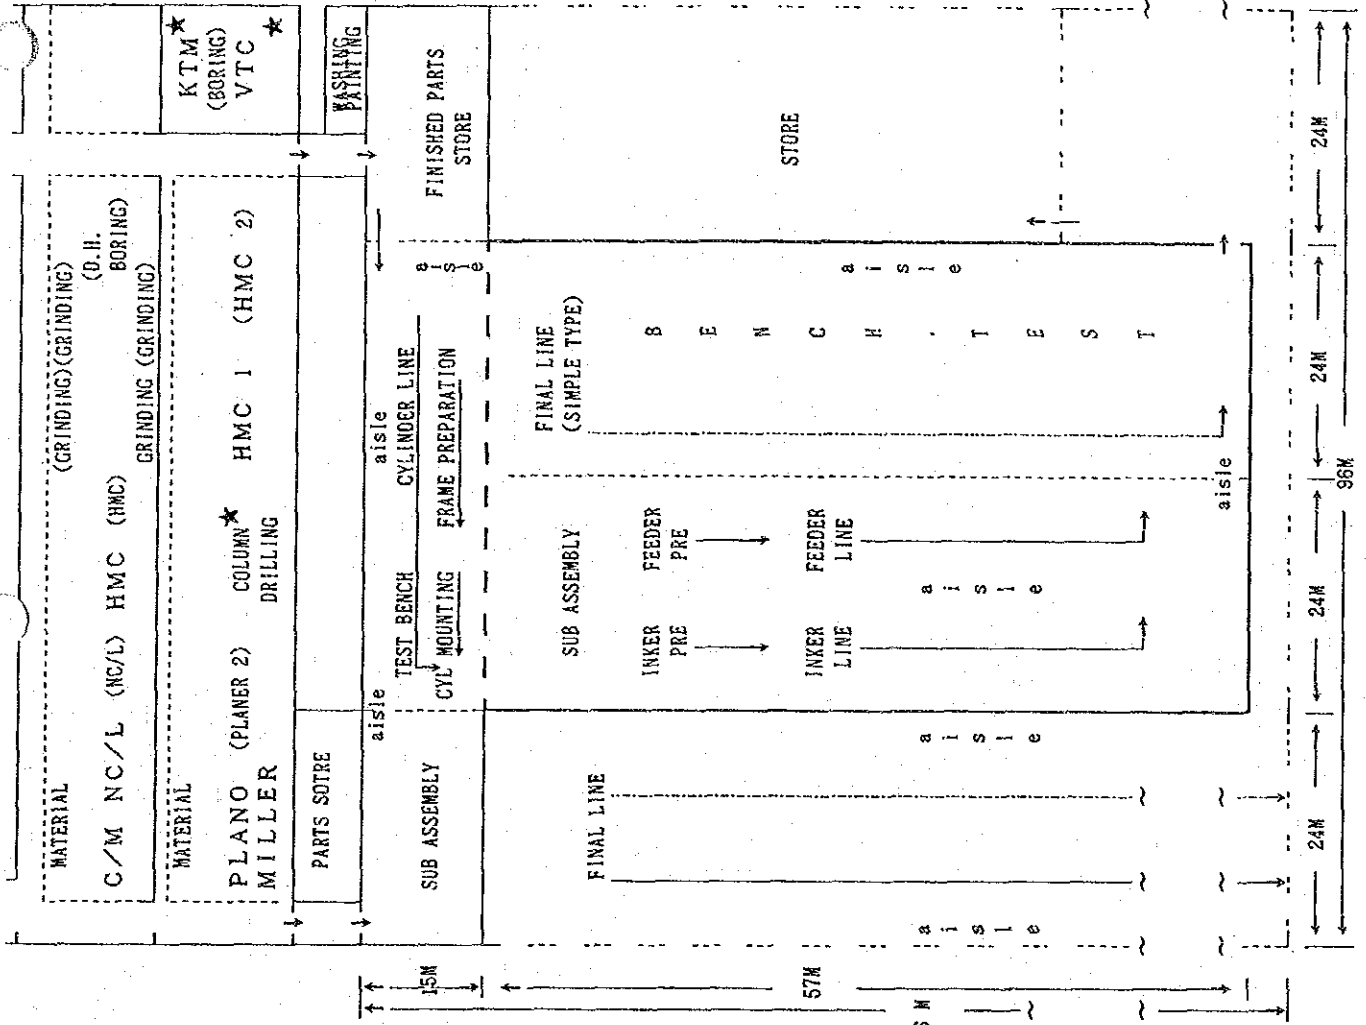 MATERIAL
(GRINDING)(GRINDING)
C/M NC/L (NC/L) HMC (HMC)
(D.H.
BORING)
GRINDING (GRINDING)
MATERIAL
PLANO (PLANER 2)
MILLER
COLUMN★
DRILLING
HMC 1 (HMC 2)
KTM★
(BORING)
VTC ★
PARTS SOTRE
WASHING
PAINTING
aisle
aisle
SUB ASSEMBLY
TEST BENCH
CYLINDER LINE
CYL MOUNTING
FRAME PREPARATION
aisle
FINISHED PARTS
STORE
FINAL LINE
SUB ASSEMBLY
FINAL LINE
(SIMPLE TYPE)
STORE
INKER
PRE
FEEDER
PRE
INKER
LINE
FEEDER
LINE
BENCH・TEST
aisle
aisle
aisle
aisle
aisle
15M
57M
24M
24M
24M
24M
96M